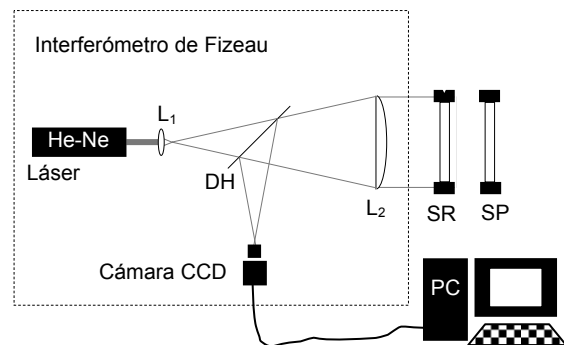 Interferómetro de Fizeau
L1
He-Ne
Láser
DH
L2
SR
SP
Cámara CCD
PC